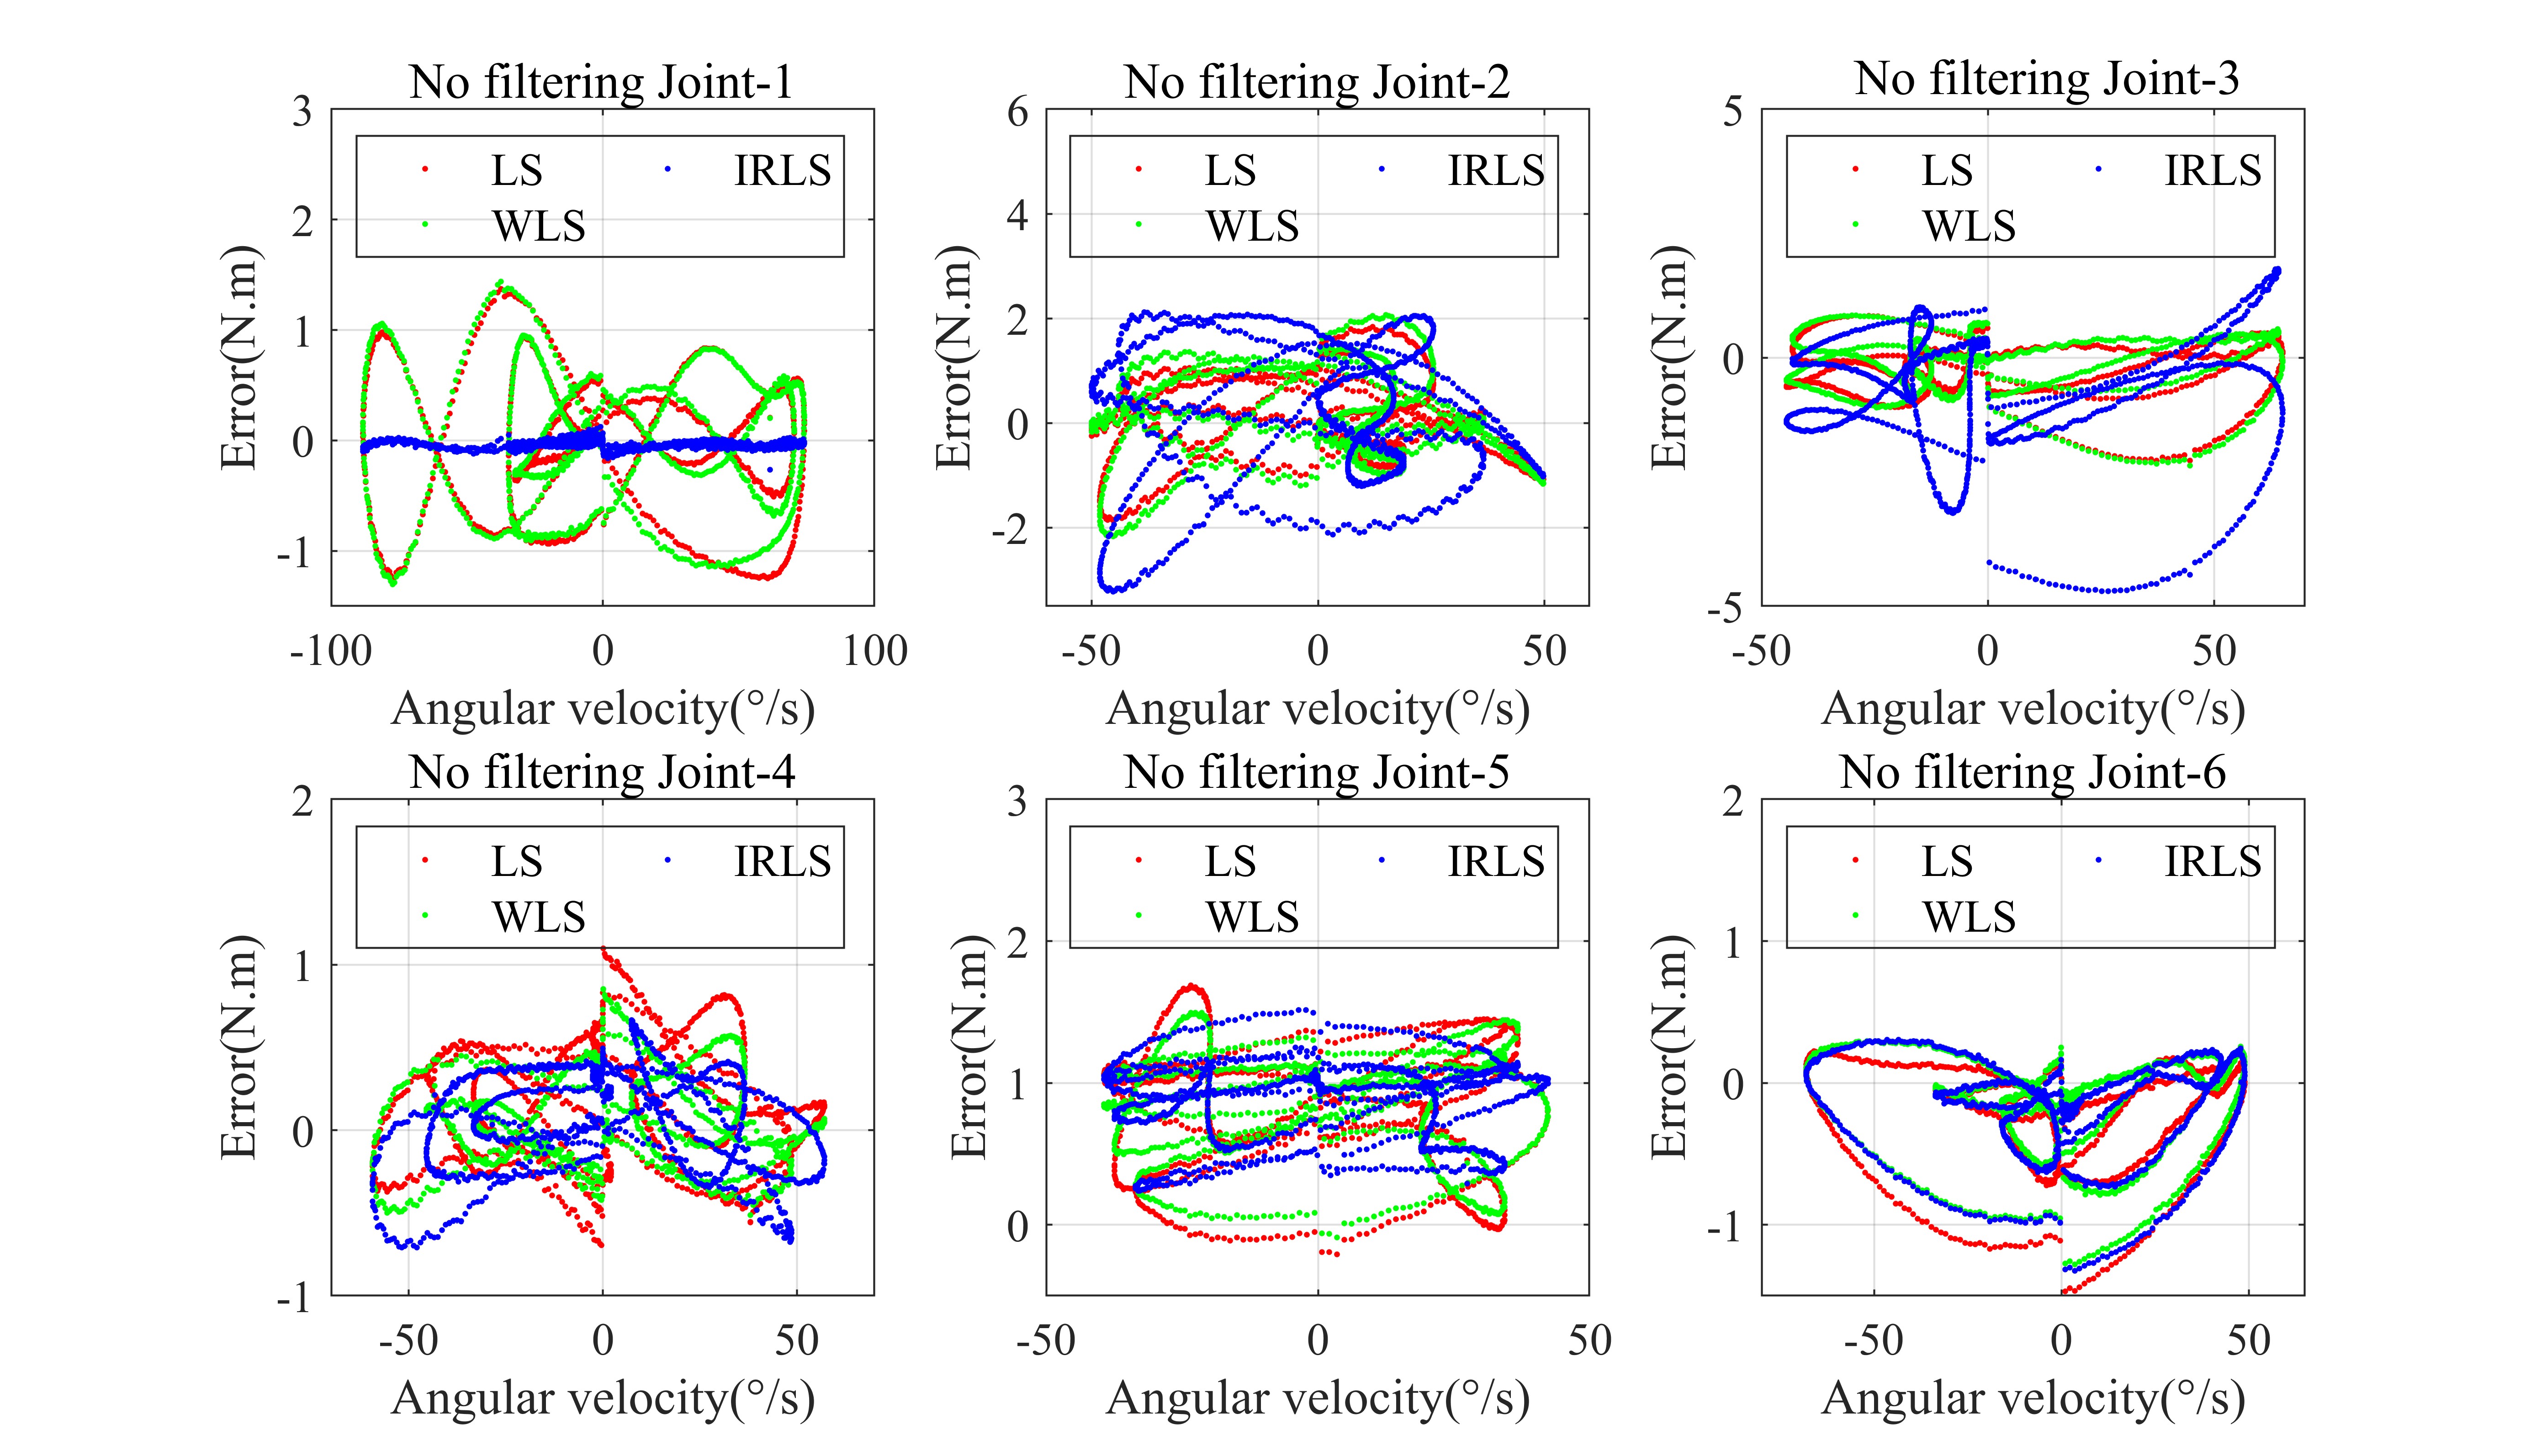 No filtering Joint-1
3
2
1
0
-1
Error(N.m)
LS
IRLS
WLS
-100
0
100
Angular velocity(°/s)
No filtering Joint-2
6
4
2
0
-2
Error(N.m)
LS
IRLS
WLS
-50
0
50
Angular velocity(°/s)
No filtering Joint-3
5
0
-5
Error(N.m)
LS
IRLS
WLS
-50
0
50
Angular velocity(°/s)
No filtering Joint-4
2
1
0
-1
Error(N.m)
LS
IRLS
WLS
-50
0
50
Angular velocity(°/s)
No filtering Joint-5
3
2
1
0
Error(N.m)
LS
IRLS
WLS
-50
0
50
Angular velocity(°/s)
No filtering Joint-6
2
1
0
-1
Error(N.m)
LS
IRLS
WLS
-50
0
50
Angular velocity(°/s)